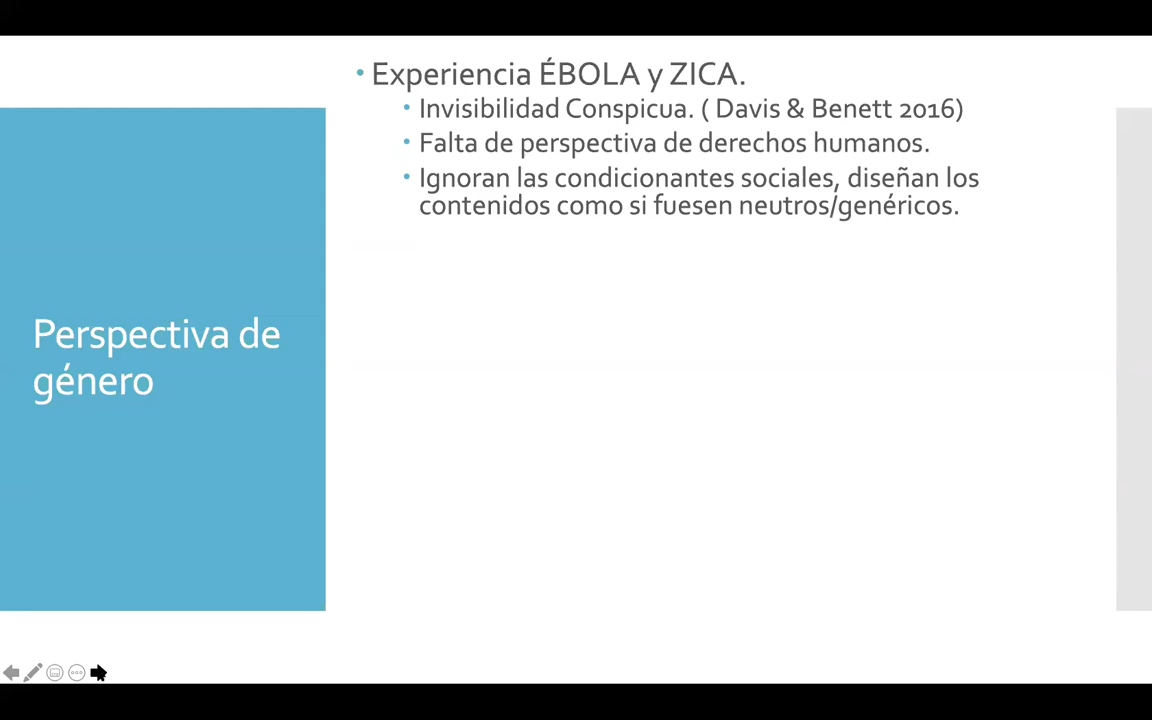 Perspectiva de
género
• Experiencia ÉBOLA y ZICA.
• Invisibilidad Conspicua. ( Davis & Benett 2016)
• Falta de perspectiva de derechos humanos.
• Ignoran las condicionantes sociales, diseñan los
contenidos como si fuesen neutros/genéricos.